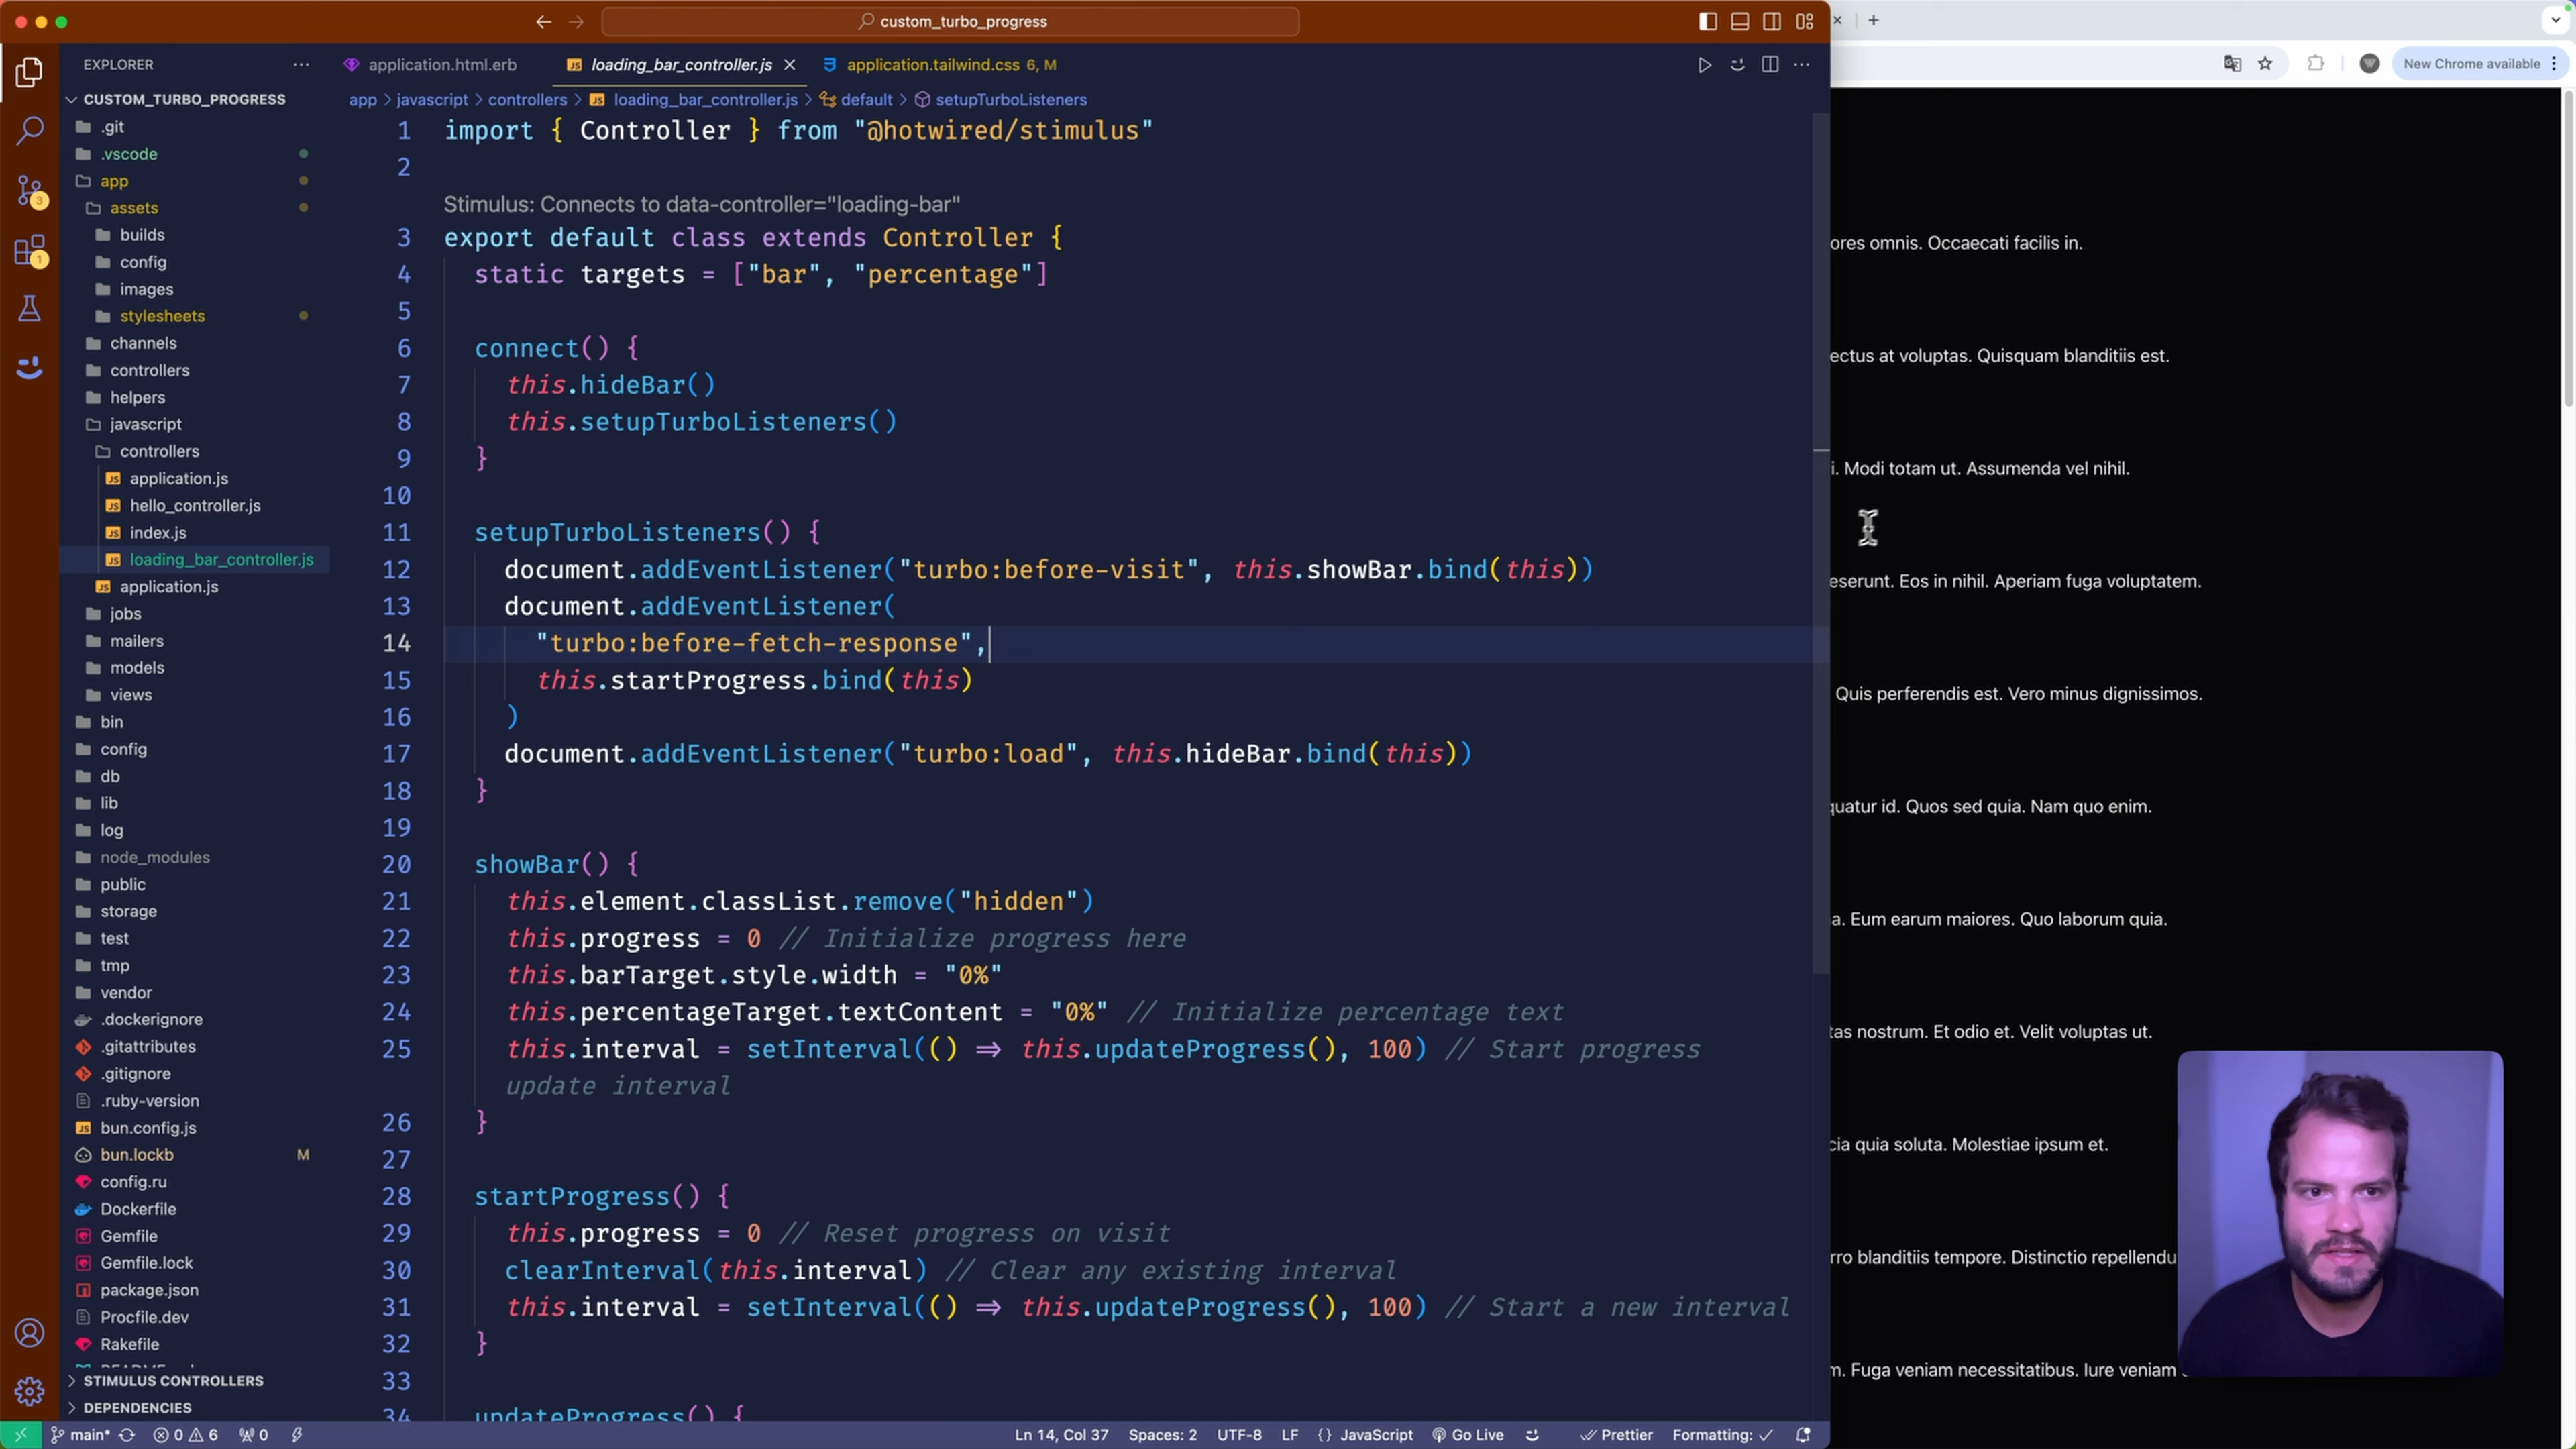 custom_turbo_progress
New Chrome available
EXPLORER
application.html.erb
loading_bar_controller.js
application.tailwind.css 6, M
CUSTOM_TURBO_PROGRESS
app > javascript > controllers > loading_bar_controller.js > default > setupTurboListeners
.git
.vscode
app
assets
builds
config
images
stylesheets
channels
controllers
helpers
javascript
controllers
application.js
hello_controller.js
index.js
loading_bar_controller.js
application.js
jobs
mailers
models
views
bin
config
db
lib
log
node_modules
public
storage
test
tmp
vendor
.dockerignore
.gitattributes
.gitignore
.ruby-version
bun.config.js
bun.lockb M
config.ru
Dockerfile
Gemfile
Gemfile.lock
package.json
Procfile.dev
Rakefile
STIMULUS CONTROLLERS
DEPENDENCIES
3
1
1 import { Controller } from "@hotwired/stimulus"
2
Stimulus: Connects to data-controller="loading-bar"
3 export default class extends Controller {
4 static targets = ["bar", "percentage"]
5
6 connect() {
7 this.hideBar()
8 this.setupTurboListeners()
9 }
10
11 setupTurboListeners() {
12 document.addEventListener("turbo:before-visit", this.showBar.bind(this))
13 document.addEventListener(
14 "turbo:before-fetch-response",
15 this.startProgress.bind(this)
16 )
17 document.addEventListener("turbo:load", this.hideBar.bind(this))
18 }
19
20 showBar() {
21 this.element.classList.remove("hidden")
22 this.progress = 0 // Initialize progress here
23 this.barTarget.style.width = "0%"
24 this.percentageTarget.textContent = "0%" // Initialize percentage text
25 this.interval = setInterval(() => this.updateProgress(), 100) // Start progress
update interval
26 }
27
28 startProgress() {
29 this.progress = 0 // Reset progress on visit
30 clearInterval(this.interval) // Clear any existing interval
31 this.interval = setInterval(() => this.updateProgress(), 100) // Start a new interval
32 }
33
34 updateProgress() {
ores omnis. Occaecati facilis in.
ectus at voluptas. Quisquam blanditiis est.
i. Modi totam ut. Assumenda vel nihil.
eserunt. Eos in nihil. Aperiam fuga voluptatem.
Quis perferendis est. Vero minus dignissimos.
quatur id. Quos sed quia. Nam quo enim.
a. Eum earum maiores. Quo laborum quia.
tas nostrum. Et odio et. Velit voluptas ut.
cia quia soluta. Molestiae ipsum et.
rro blanditiis tempore. Distinctio repellendu
m. Fuga veniam necessitatibus. Iure veniam
main* 0 6 0
Ln 14, Col 37 Spaces: 2 UTF-8 LF {} JavaScript Go Live Prettier Formatting: